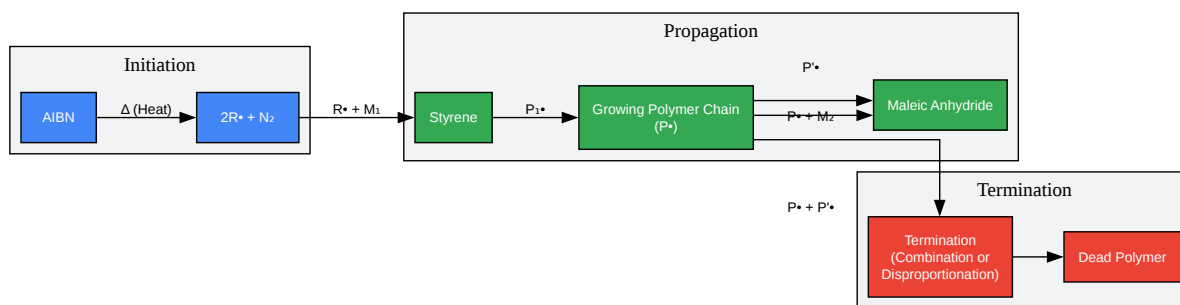 Initiation
AIBN
Δ (Heat)
2R• + N₂
R• + M₁
Propagation
Styrene
P₁•
Growing Polymer Chain
(P•)
P'•
P• + M₂
Maleic Anhydride
P• + P'•
Termination
Termination
(Combination or
Disproportionation)
Dead Polymer